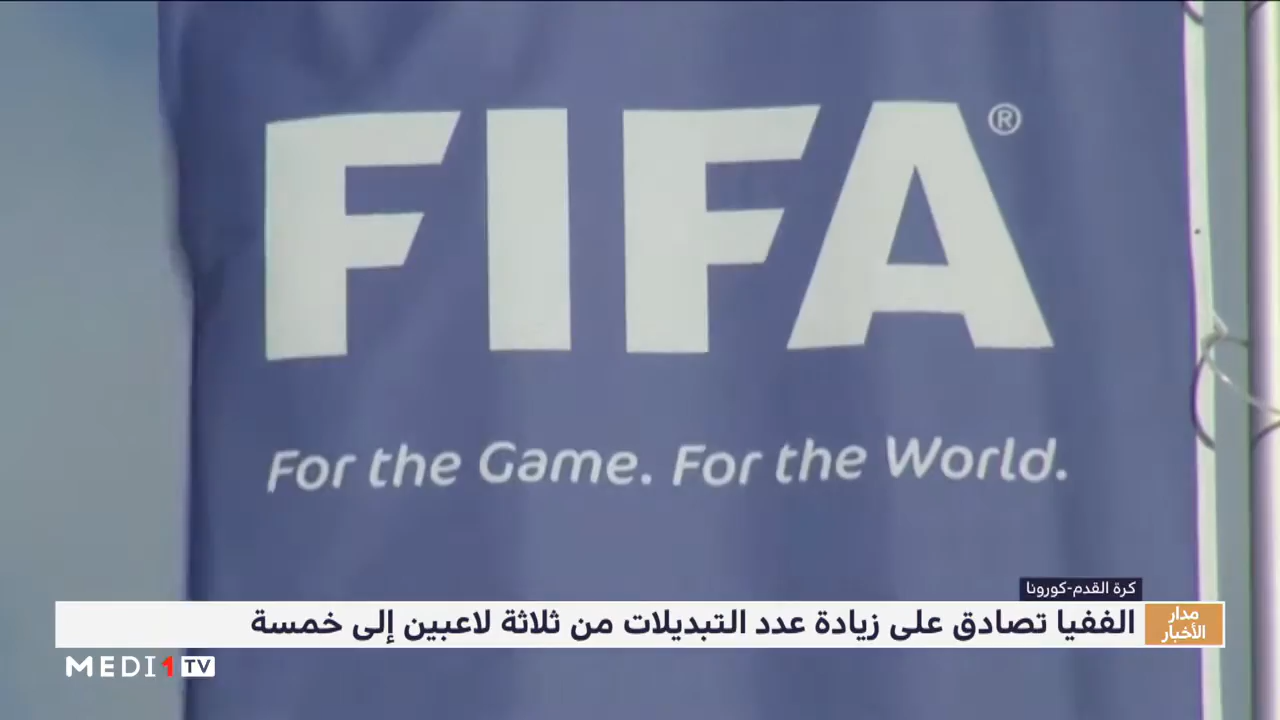 FIFA®
For the Game. For the World.
كرة القدم-كورونا
الففيا تصادق على زيادة عدد التبديلات من ثلاثة لاعبين إلى خمسة
مدار
الأخبار
MEDI1TV